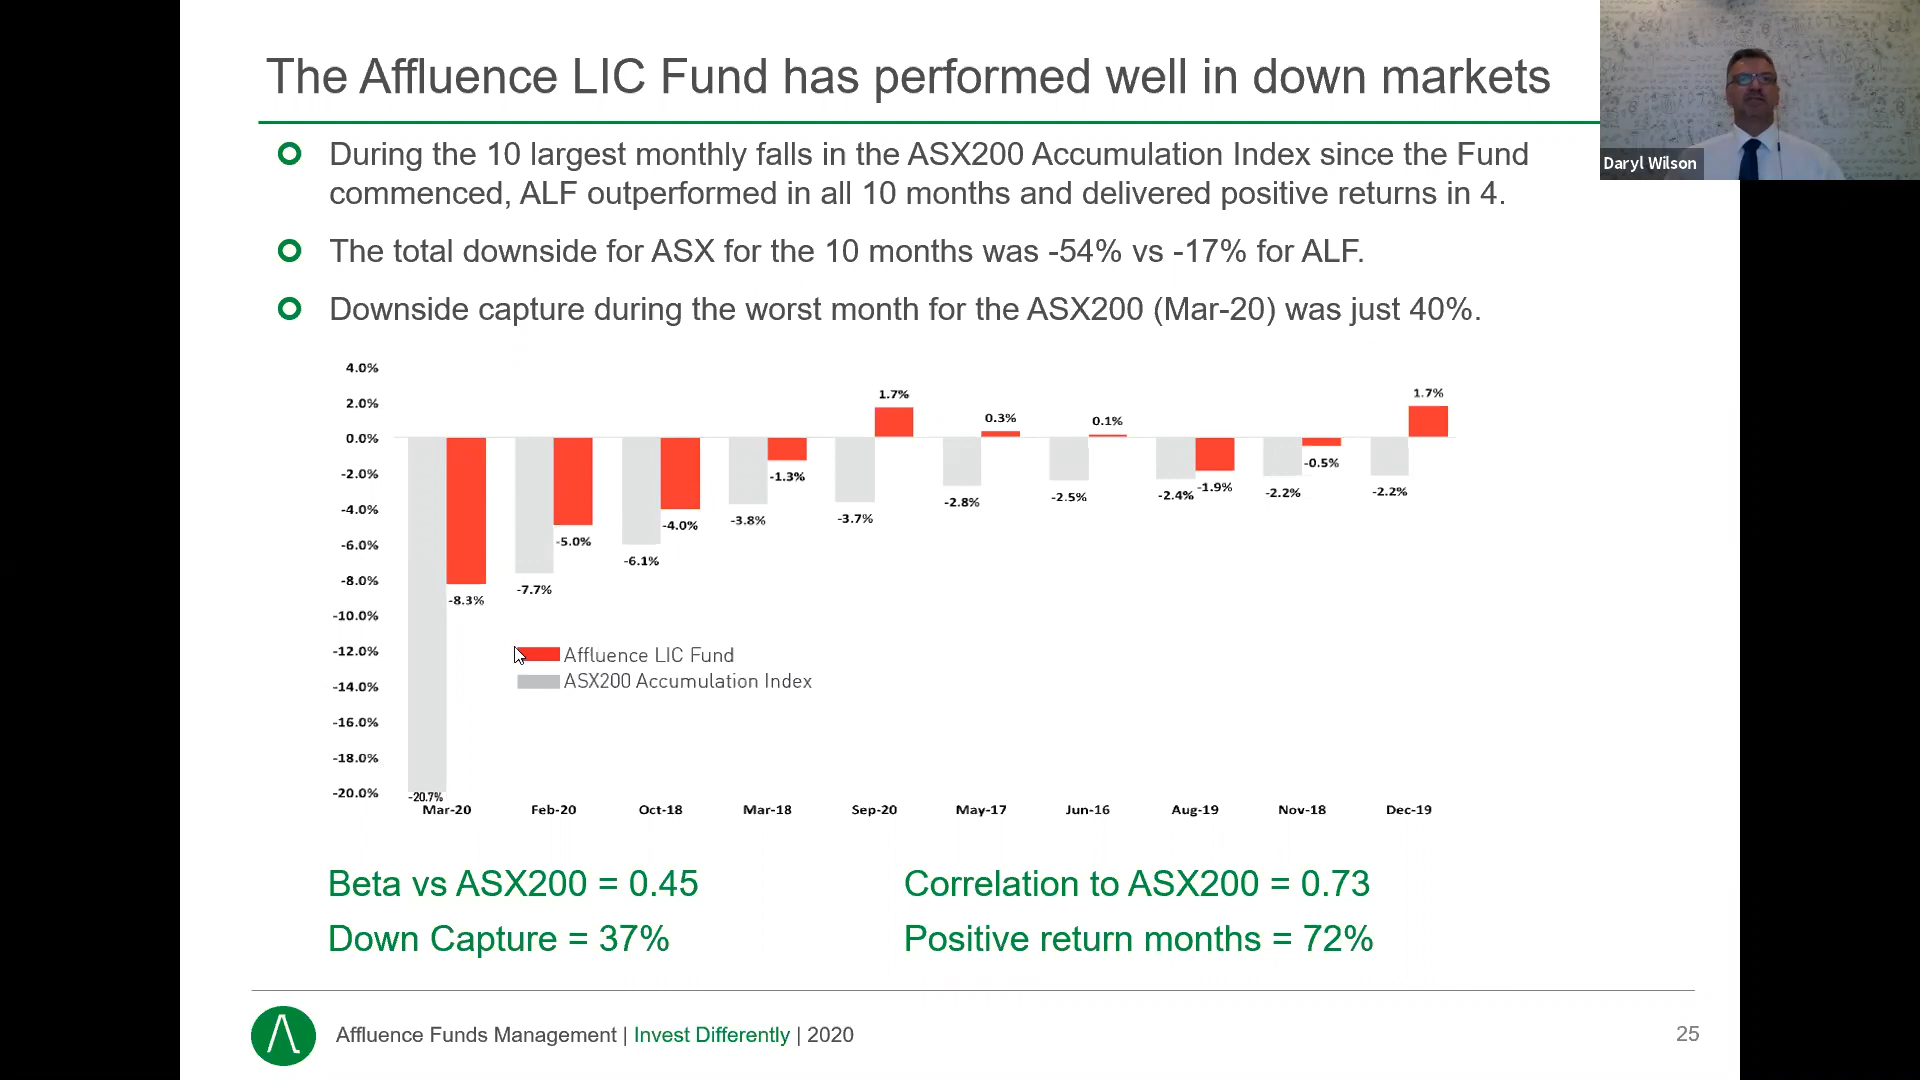 The Affluence LIC Fund has performed well in down markets
Daryl Wilson
During the 10 largest monthly falls in the ASX200 Accumulation Index since the Fund
commenced, ALF outperformed in all 10 months and delivered positive returns in 4.
The total downside for ASX for the 10 months was -54% vs -17% for ALF.
Downside capture during the worst month for the ASX200 (Mar-20) was just 40%.
4.0%
2.0%
0.0%
-2.0%
-4.0%
-6.0%
-8.0%
-10.0%
-12.0%
-14.0%
-16.0%
-18.0%
-20.0%
-20.7%
-8.3%
-7.7%
-5.0%
-6.1%
-4.0%
-3.8%
-1.3%
-3.7%
1.7%
-2.8%
0.3%
-2.5%
0.1%
-2.4%
-1.9%
-2.2%
-0.5%
-2.2%
1.7%
Affluence LIC Fund
ASX200 Accumulation Index
Mar-20 Feb-20 Oct-18 Mar-18 Sep-20 May-17 Jun-16 Aug-19 Nov-18 Dec-19
Beta vs ASX200 = 0.45
Correlation to ASX200 = 0.73
Down Capture = 37%
Positive return months = 72%
Affluence Funds Management | Invest Differently | 2020
25